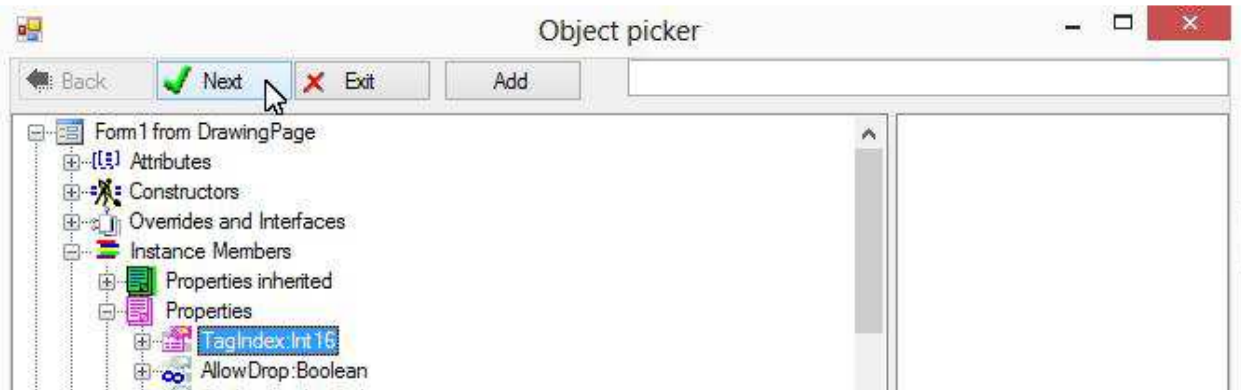 Object picker
Back Next Exit Add
Form1 from DrawingPage
Attributes
Constructors
Overrides and Interfaces
Instance Members
Properties inherited
Properties
TagIndex:Int16
AllowDrop:Boolean